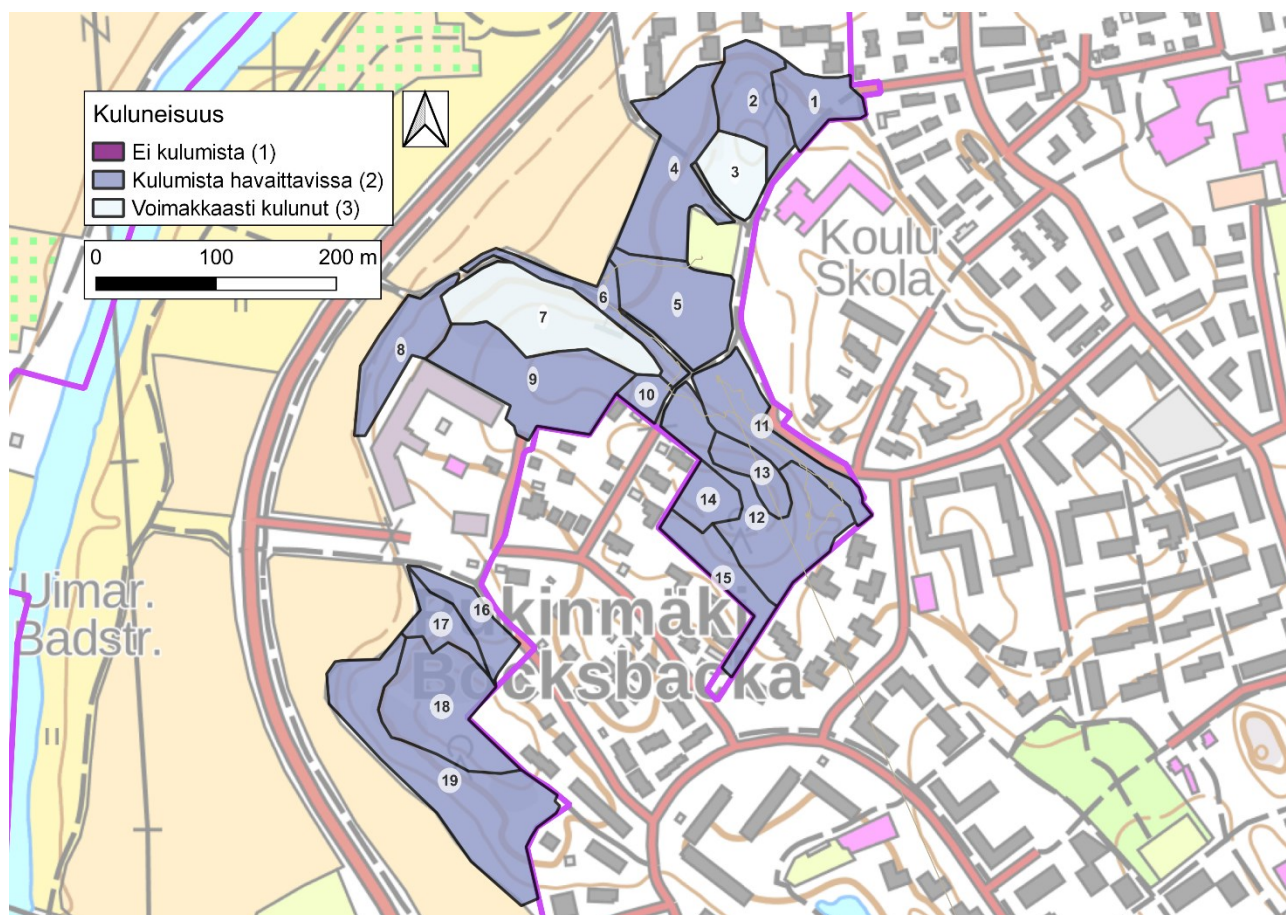 Kuluneisuus
Ei kulumista (1)
Kulumista havaittavissa (2)
Voimakkaasti kulunut (3)
0 100 200 m
1
2
3
4
Koulu
Skola
5
6
7
8
9
10
11
13
14
12
15
16
17
Uimar.
Badstr.
ukinmäki
Bocksbacka
18
19